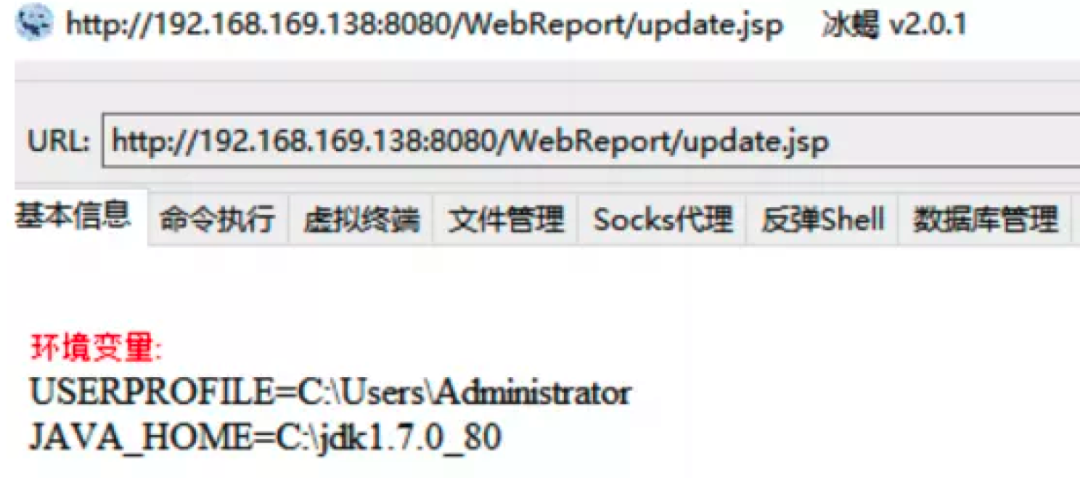 http://192.168.169.138:8080/WebReport/update.jsp 冰蝎 v2.0.1
URL: http://192.168.169.138:8080/WebReport/update.jsp
基本信息 命令执行 虚拟终端 文件管理 Socks代理 反弹Shell 数据库管理
环境变量:
USERPROFILE=C:\Users\Administrator
JAVA_HOME=C:\jdk1.7.0_80